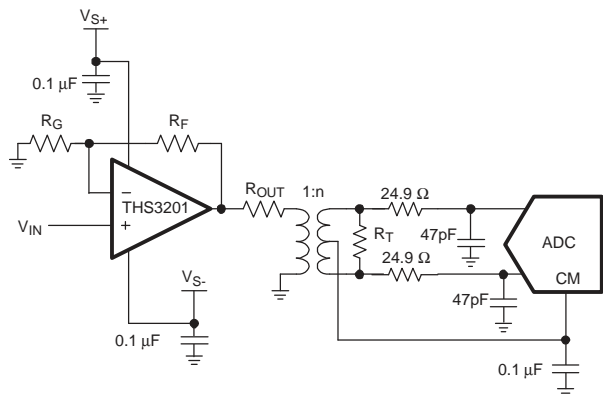 VS+
0.1 µF
RG
RF
THS3201
−
+
VIN
ROUT
1:n
24.9 Ω
RT
47pF
ADC
CM
24.9 Ω
47pF
VS-
0.1 µF
0.1 µF